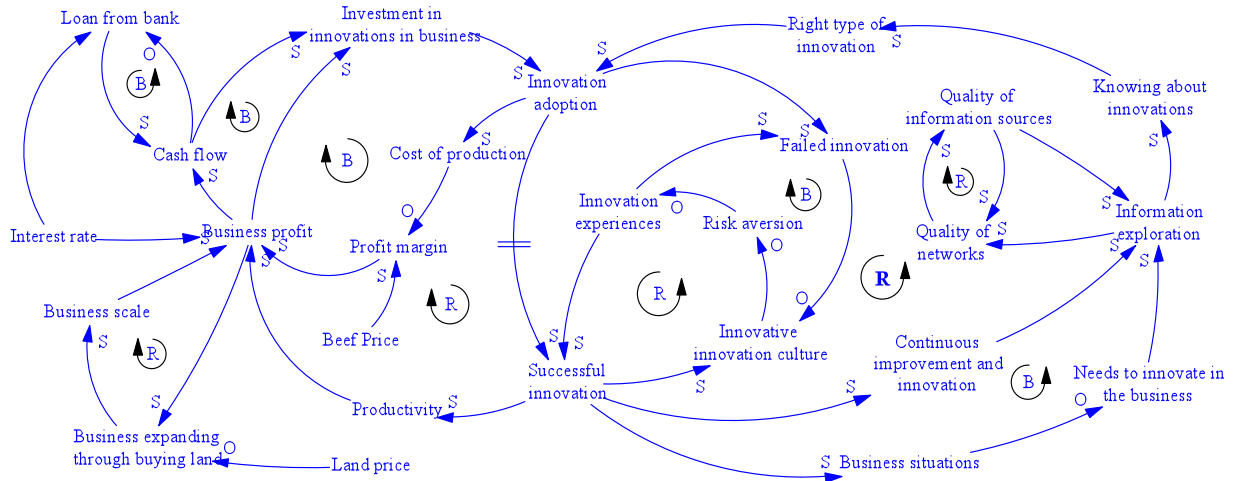 Loan from bank
Investment in
innovations in business
Right type of
innovation
O
S
S
S
S
S
B
Innovation
adoption
Knowing about
innovations
Quality of
information sources
B
S
S
S
S
S
S
Cash flow
B
Cost of production
Failed innovation
S
R
S
Innovation
experiences
B
O
O
Risk aversion
S
S
Information
exploration
Interest rate
S
Business profit
S
S
Profit margin
Quality of
networks
O
S
S
S
R
R
R
O
Business scale
S
Beef Price
S
S
Innovative
innovation culture
Continuous
improvement and
innovation
R
Successful
innovation
S
S
B
Needs to innovate in
the business
S
Productivity
S
O
Business expanding
through buying land
O
Land price
S
Business situations